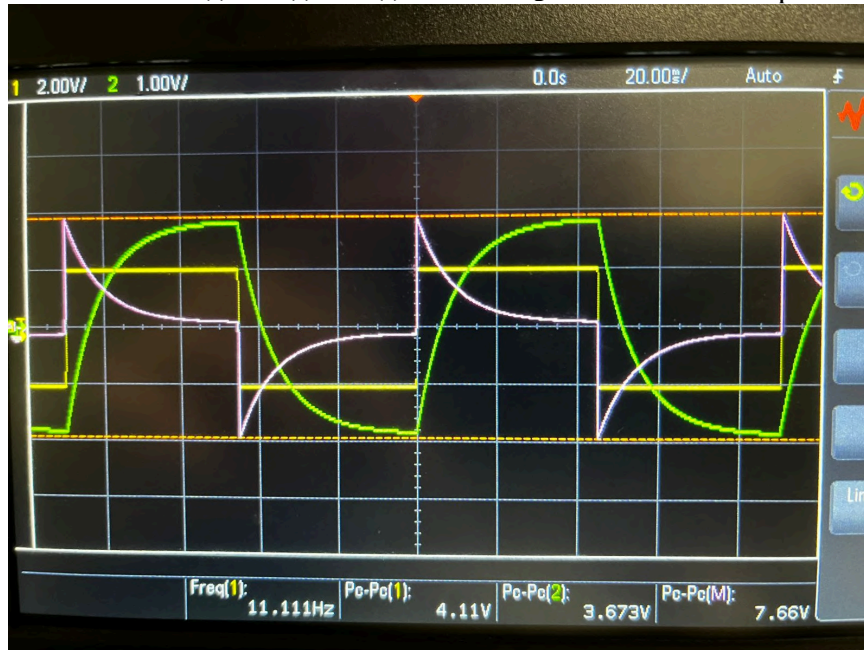 1 2.00V/ 2 1.00V/ 0.0s 20.00㎳/ Auto
Freq(1): Pc-Pc(1): Pc-Pc(2): Pc-Pc(M):
11.111Hz 4.11V 3.673V 7.66V